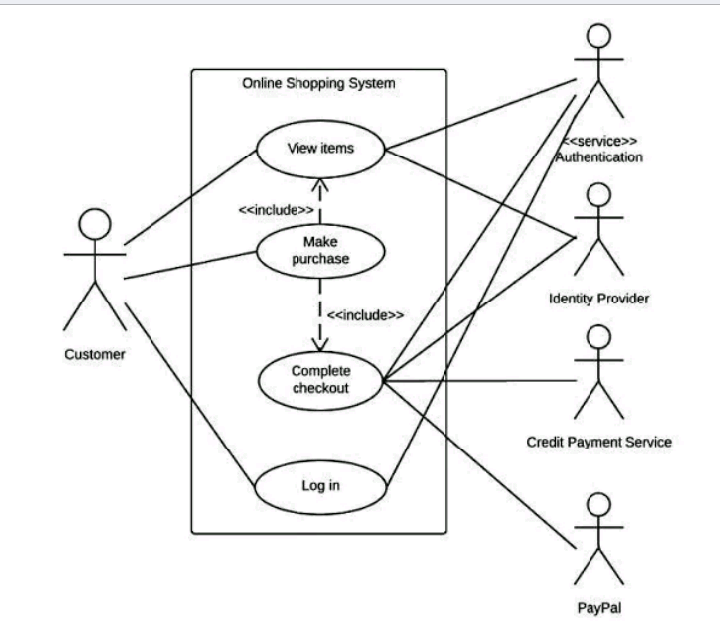 Online Shopping System
View items
<<include>>
Make
purchase
<<include>>
Complete
checkout
Log in
Customer
<<service>>
Authentication
Identity Provider
Credit Payment Service
PayPal